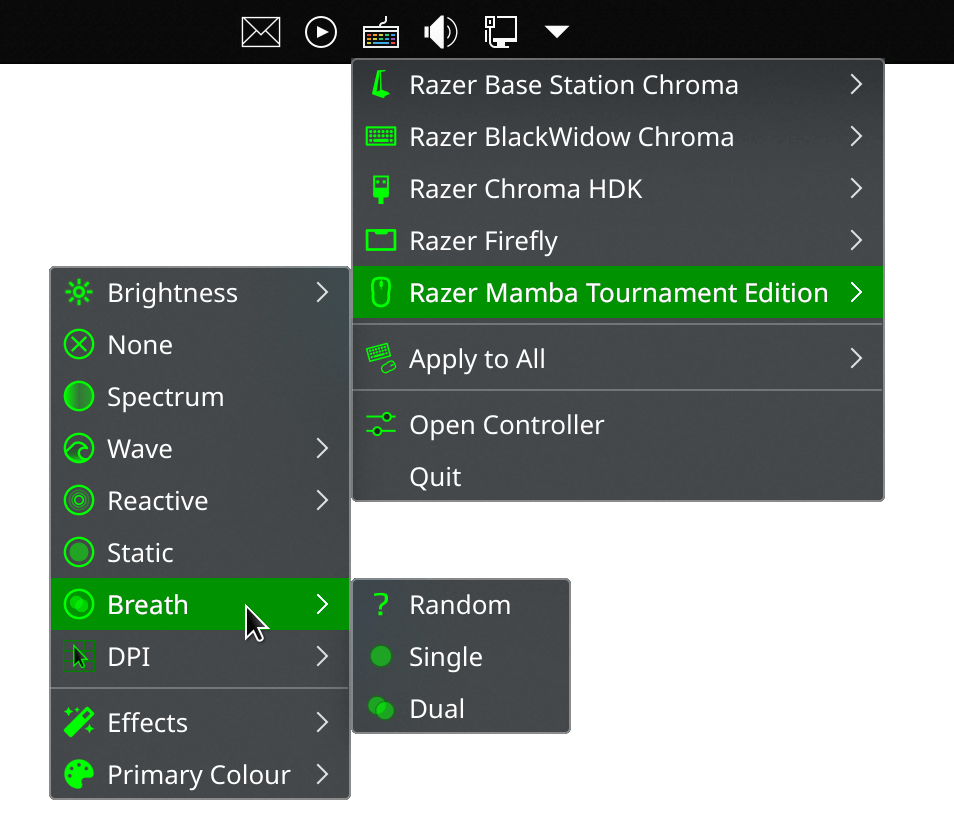 Razer Base Station Chroma
Razer BlackWidow Chroma
Razer Chroma HDK
Razer Firefly
Razer Mamba Tournament Edition
Apply to All
Open Controller
Quit
Brightness
None
Spectrum
Wave
Reactive
Static
Breath
DPI
Effects
Primary Colour
Random
Single
Dual